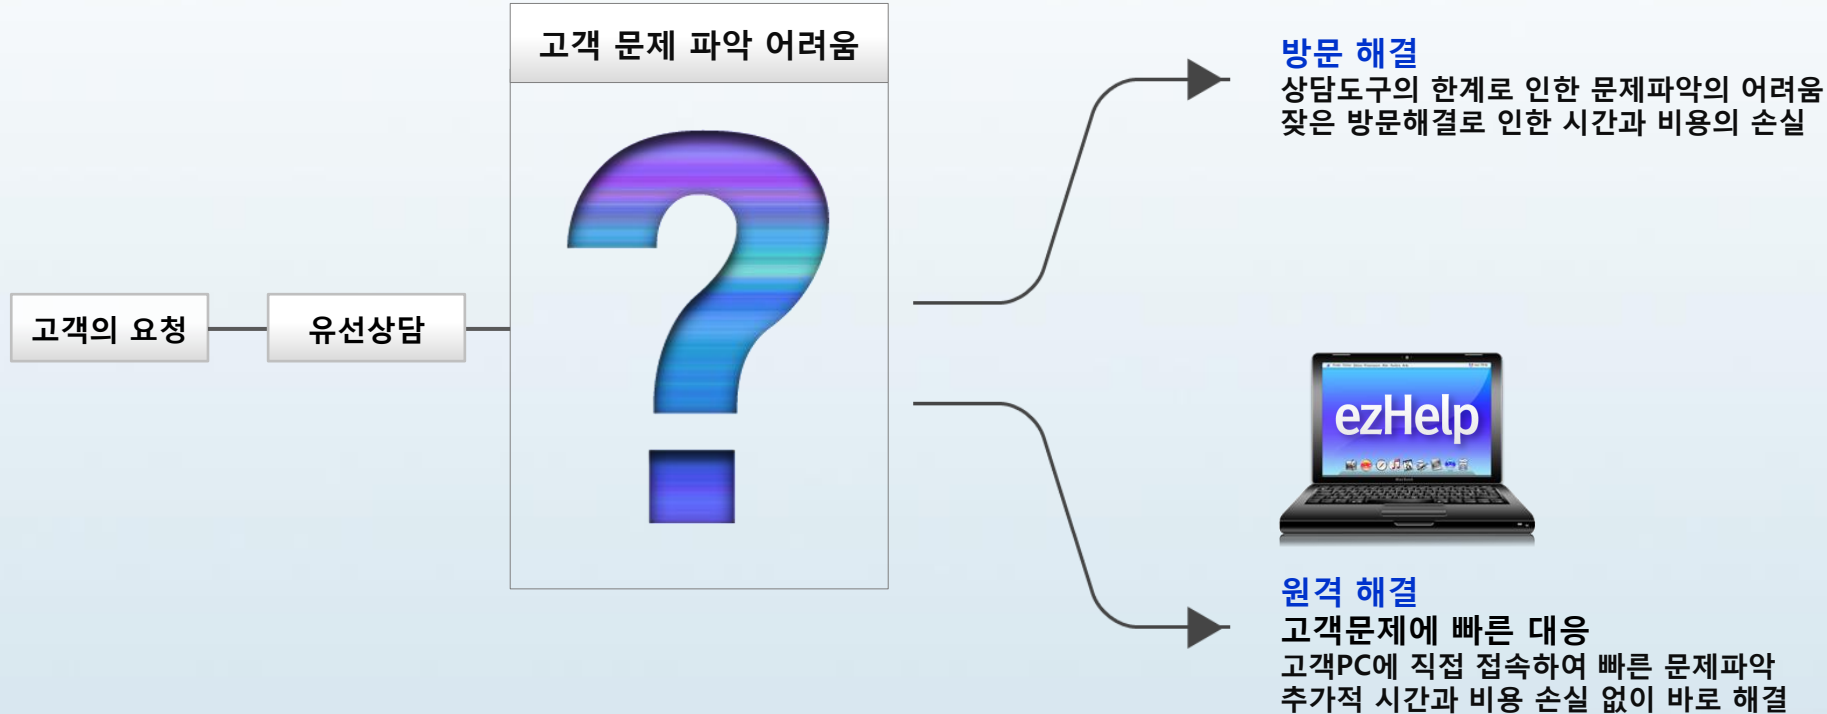 고객 문제 파악 어려움
고객의 요청
유선상담
방문 해결
상담도구의 한계로 인한 문제파악의 어려움
잦은 방문해결로 인한 시간과 비용의 손실
ezHelp
원격 해결
고객문제에 빠른 대응
고객PC에 직접 접속하여 빠른 문제파악
추가적 시간과 비용 손실 없이 바로 해결